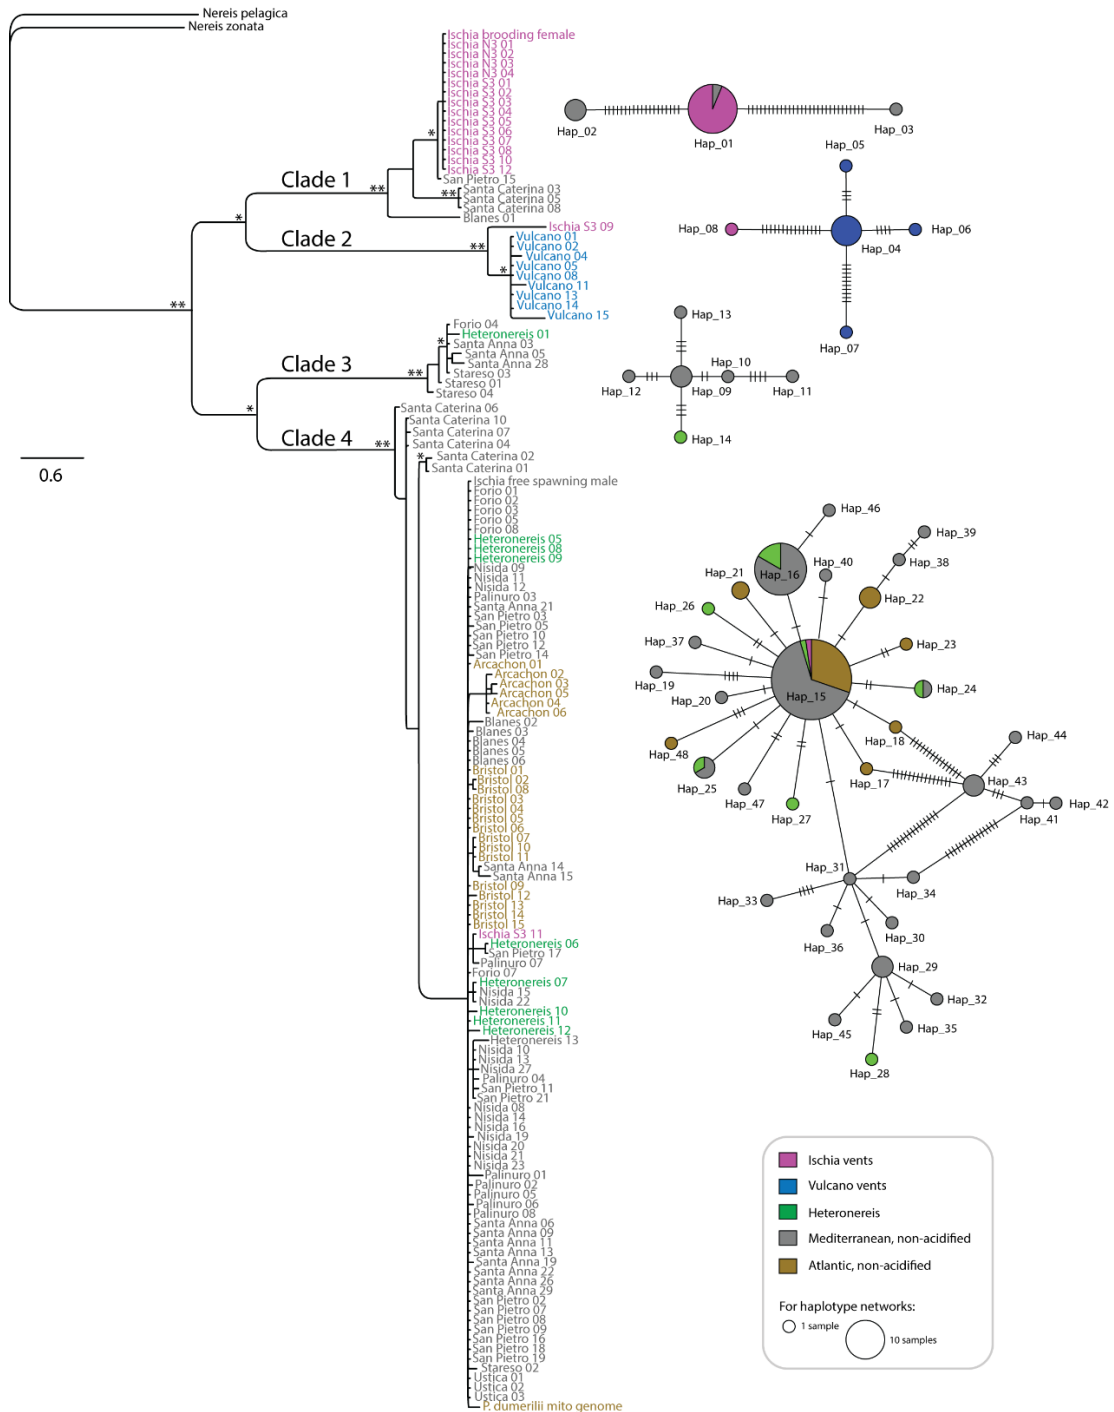 Nereis pelagica
Nereis zonata
Ischia brooding female
Ischia N3 01
Ischia N3 02
Ischia N3 03
Ischia N3 04
Ischia S3 01
Ischia S3 02
Ischia S3 03
Ischia S3 04
Ischia S3 05
Ischia S3 06
Ischia S3 07
Ischia S3 08
Ischia S3 10
Ischia S3 12
San Pietro 15
Santa Caterina 03
Santa Caterina 05
Santa Caterina 08
Blanes 01
Clade 1
*
**
**
*
**
Clade 2
**
*
Ischia S3 09
Vulcano 01
Vulcano 02
Vulcano 04
Vulcano 05
Vulcano 08
Vulcano 11
Vulcano 13
Vulcano 14
Vulcano 15
Clade 3
**
*
*
Forio 04
Heteronereis 01
Santa Anna 03
Santa Anna 05
Santa Anna 28
Stareso 03
Stareso 01
Stareso 04
Clade 4
**
*
Santa Caterina 06
Santa Caterina 10
Santa Caterina 07
Santa Caterina 04
Santa Caterina 02
Santa Caterina 01
0.6
Ischia free spawning male
Forio 01
Forio 02
Forio 03
Forio 05
Forio 08
Heteronereis 05
Heteronereis 08
Heteronereis 09
Nisida 09
Nisida 11
Nisida 12
Palinuro 03
Santa Anna 21
San Pietro 03
San Pietro 05
San Pietro 10
San Pietro 12
San Pietro 14
Arcachon 01
Arcachon 02
Arcachon 03
Arcachon 05
Arcachon 04
Arcachon 06
Blanes 02
Blanes 03
Blanes 04
Blanes 05
Blanes 06
Bristol 01
Bristol 02
Bristol 08
Bristol 03
Bristol 04
Bristol 05
Bristol 06
Bristol 07
Bristol 10
Bristol 11
Santa Anna 14
Santa Anna 15
Bristol 09
Bristol 12
Bristol 13
Bristol 14
Bristol 15
Ischia S3 11
Heteronereis 06
San Pietro 17
Palinuro 07
Forio 07
Heteronereis 07
Nisida 15
Nisida 22
Heteronereis 10
Heteronereis 11
Heteronereis 12
Heteronereis 13
Nisida 10
Nisida 13
Nisida 27
Palinuro 04
San Pietro 11
San Pietro 21
Nisida 08
Nisida 14
Nisida 16
Nisida 19
Nisida 20
Nisida 21
Nisida 23
Palinuro 01
Palinuro 02
Palinuro 05
Palinuro 06
Palinuro 08
Santa Anna 06
Santa Anna 09
Santa Anna 11
Santa Anna 13
Santa Anna 19
Santa Anna 22
Santa Anna 26
Santa Anna 29
San Pietro 02
San Pietro 07
San Pietro 08
San Pietro 09
San Pietro 16
San Pietro 18
San Pietro 19
Stareso 02
Ustica 01
Ustica 02
Ustica 03
P. dumerilii mito genome
Hap_02
Hap_01
Hap_03
Hap_05
Hap_08
Hap_04
Hap_06
Hap_07
Hap_13
Hap_10
Hap_12
Hap_09
Hap_11
Hap_14
Hap_46
Hap_39
Hap_40
Hap_38
Hap_21
Hap_16
Hap_22
Hap_26
Hap_37
Hap_23
Hap_19
Hap_20
Hap_15
Hap_24
Hap_48
Hap_18
Hap_44
Hap_25
Hap_47
Hap_27
Hap_17
Hap_43
Hap_41
Hap_42
Hap_31
Hap_34
Hap_33
Hap_36
Hap_30
Hap_29
Hap_32
Hap_45
Hap_35
Hap_28
Ischia vents
Vulcano vents
Heteronereis
Mediterranean, non-acidified
Atlantic, non-acidified
For haplotype networks:
1 sample
10 samples